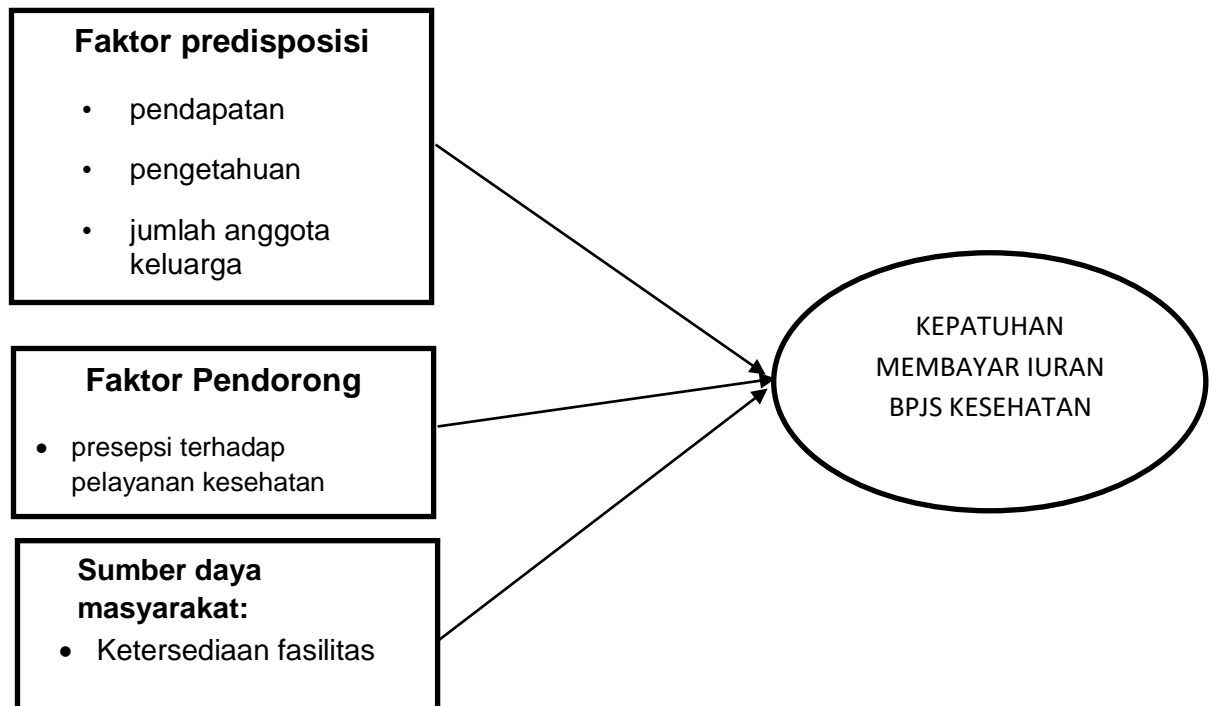 Faktor predisposisi
• pendapatan
• pengetahuan
• jumlah anggota
keluarga
Faktor Pendorong
• presepsi terhadap
pelayanan kesehatan
Sumber daya
masyarakat:
• Ketersediaan fasilitas
KEPATUHAN
MEMBAYAR IURAN
BPJS KESEHATAN